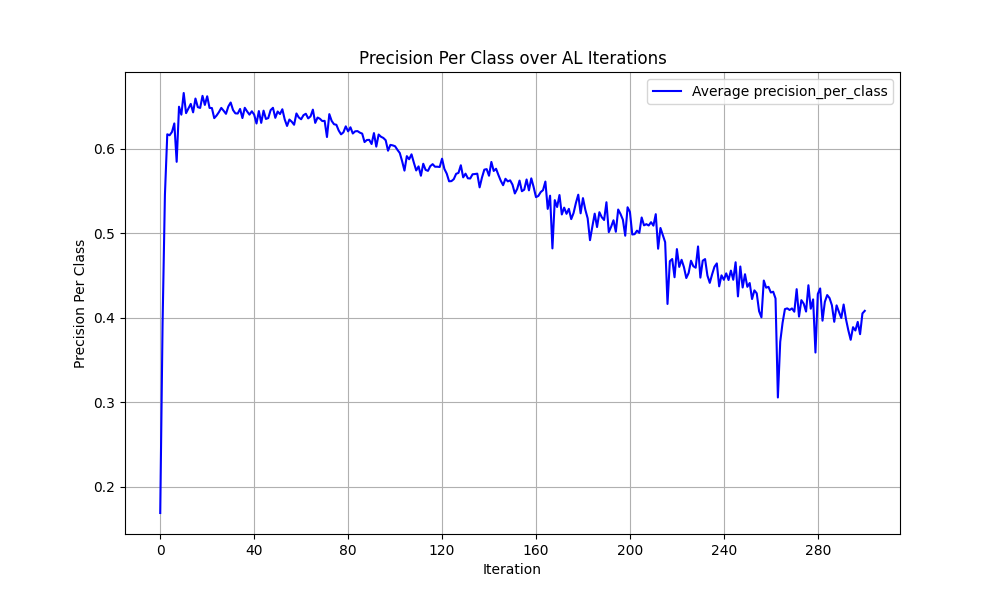 Precision Per Class over AL Iterations
Average precision_per_class
Precision Per Class
0.6
0.5
0.4
0.3
0.2
0 40 80 120 160 200 240 280
Iteration